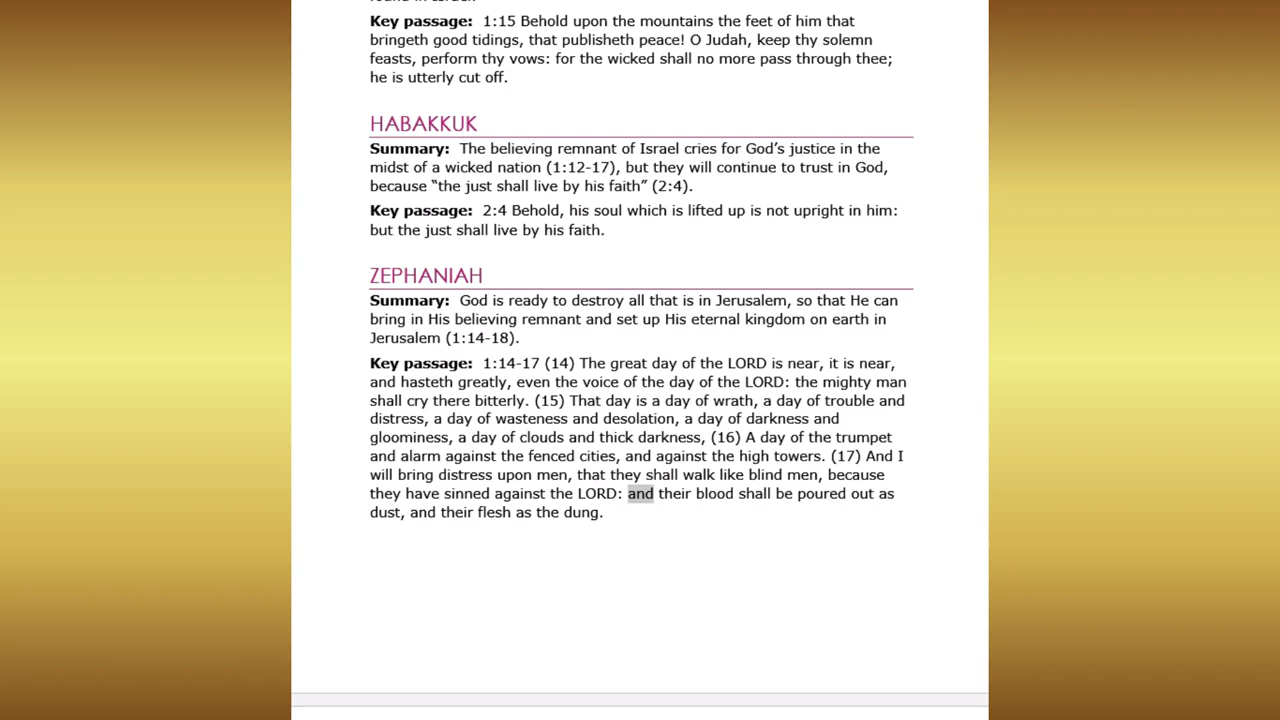 Key passage: 1:15 Behold upon the mountains the feet of him that
bringeth good tidings, that publisheth peace! O Judah, keep thy solemn
feasts, perform thy vows: for the wicked shall no more pass through thee;
he is utterly cut off.
HABAKKUK
Summary: The believing remnant of Israel cries for God’s justice in the
midst of a wicked nation (1:12-17), but they will continue to trust in God,
because “the just shall live by his faith” (2:4).
Key passage: 2:4 Behold, his soul which is lifted up is not upright in him:
but the just shall live by his faith.
ZEPHANIAH
Summary: God is ready to destroy all that is in Jerusalem, so that He can
bring in His believing remnant and set up His eternal kingdom on earth in
Jerusalem (1:14-18).
Key passage: 1:14-17 (14) The great day of the LORD is near, it is near,
and hasteth greatly, even the voice of the day of the LORD: the mighty man
shall cry there bitterly. (15) That day is a day of wrath, a day of trouble and
distress, a day of wasteness and desolation, a day of darkness and
gloominess, a day of clouds and thick darkness, (16) A day of the trumpet
and alarm against the fenced cities, and against the high towers. (17) And I
will bring distress upon men, that they shall walk like blind men, because
they have sinned against the LORD: and their blood shall be poured out as
dust, and their flesh as the dung.